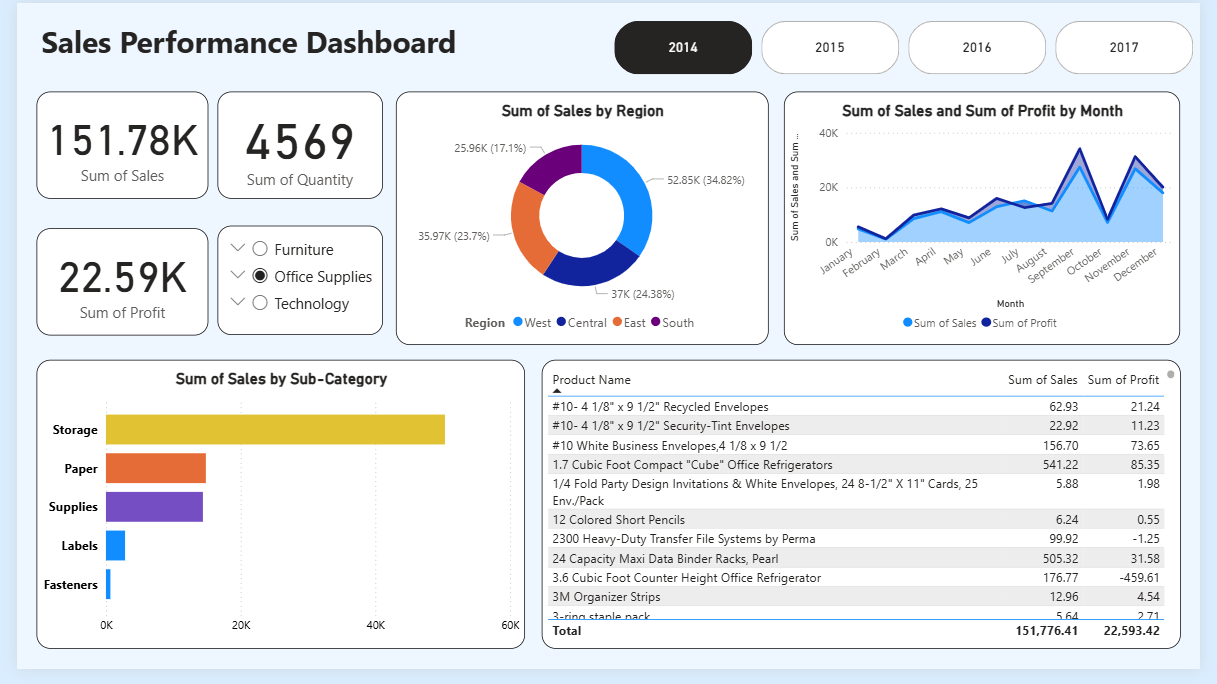 Sales Performance Dashboard
2014
2015
2016
2017
151.78K
Sum of Sales
4569
Sum of Quantity
22.59K
Sum of Profit
Furniture
Office Supplies
Technology
Sum of Sales by Region
25.96K (17.1%)
52.85K (34.82%)
35.97K (23.7%)
37K (24.38%)
Region West Central East South
Sum of Sales and Sum of Profit by Month
Sum of Sales and Sum ...
40K
20K
0K
January
February
March
April
May
June
July
August
September
October
November
December
Month
Sum of Sales Sum of Profit
Sum of Sales by Sub-Category
Storage
Paper
Supplies
Labels
Fasteners
0K 20K 40K 60K
Product Name Sum of Sales Sum of Profit
#10- 4 1/8" x 9 1/2" Recycled Envelopes 62.93 21.24
#10- 4 1/8" x 9 1/2" Security-Tint Envelopes 22.92 11.23
#10 White Business Envelopes,4 1/8 x 9 1/2 156.70 73.65
1.7 Cubic Foot Compact "Cube" Office Refrigerators 541.22 85.35
1/4 Fold Party Design Invitations & White Envelopes, 24 8-1/2" X 11" Cards, 25 5.88 1.98
Env./Pack
12 Colored Short Pencils 6.24 0.55
2300 Heavy-Duty Transfer File Systems by Perma 99.92 -1.25
24 Capacity Maxi Data Binder Racks, Pearl 505.32 31.58
3.6 Cubic Foot Counter Height Office Refrigerator 176.77 -459.61
3M Organizer Strips 12.96 4.54
3-ring staple pack 5.64 2.71
Total 151,776.41 22,593.42